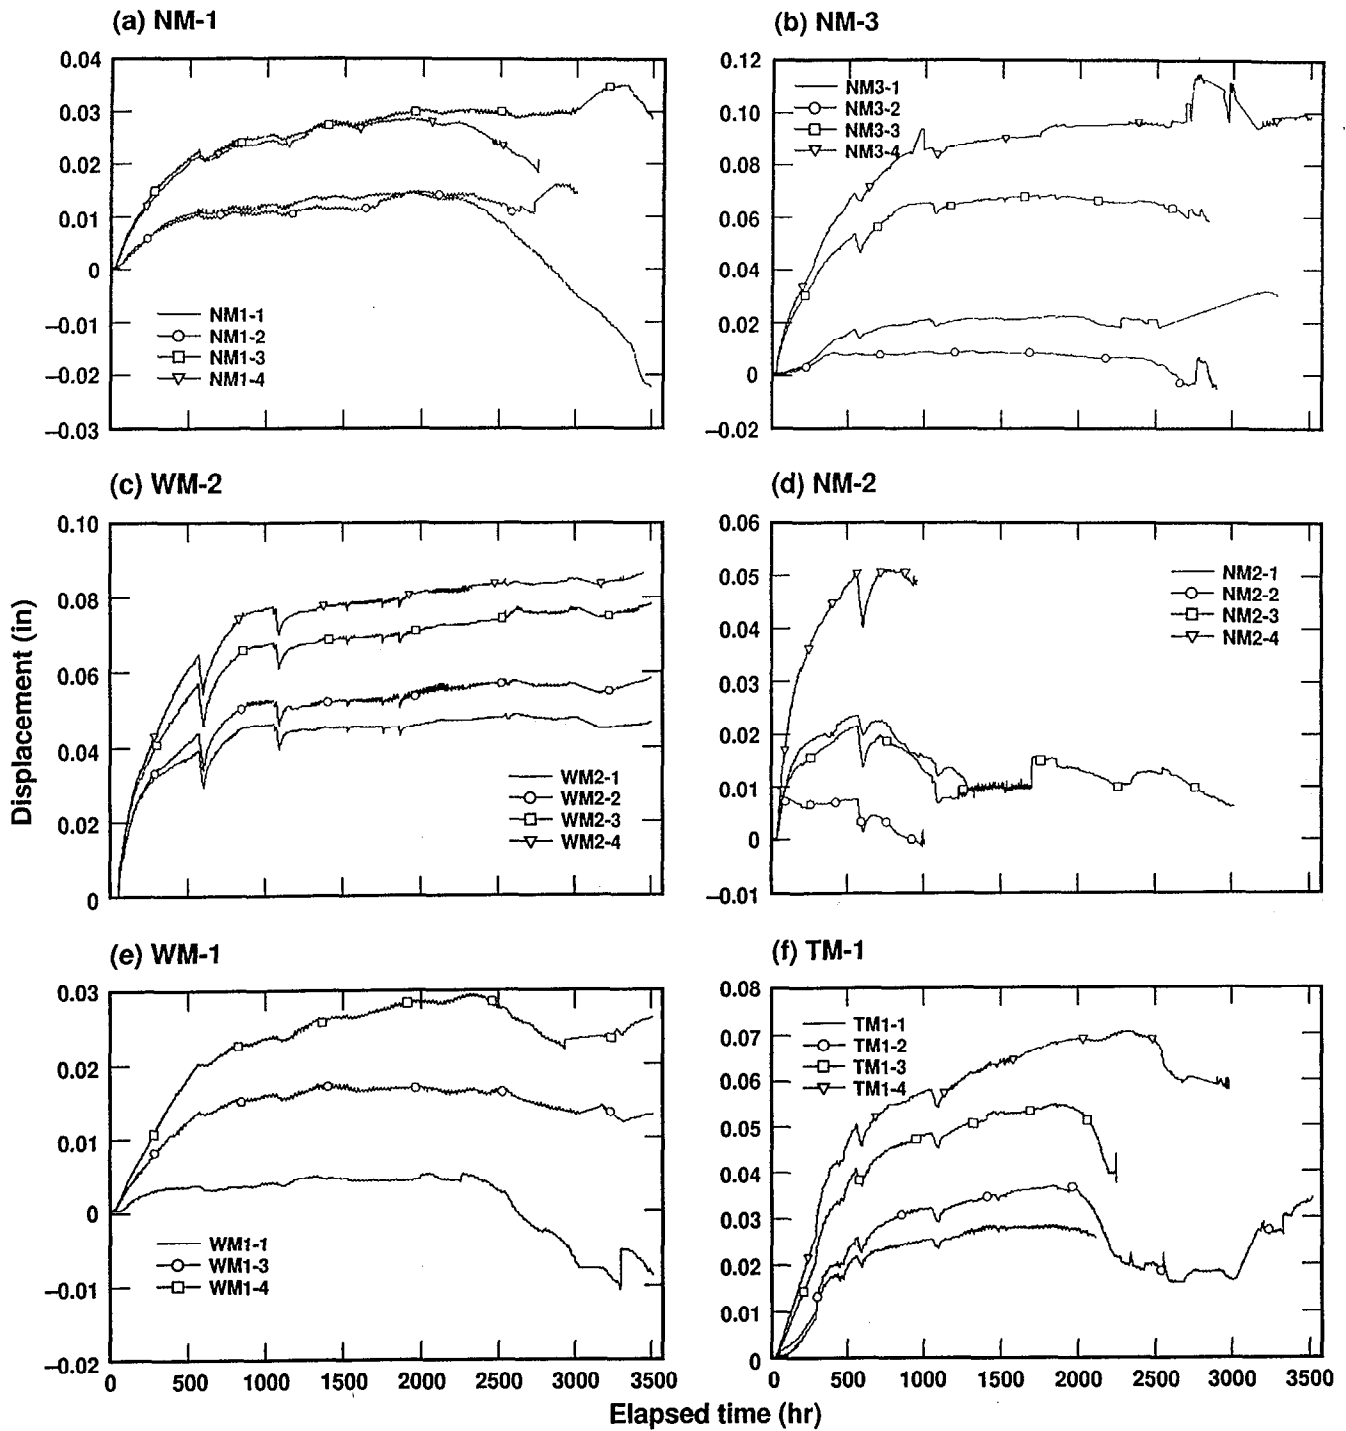 (a) NM-1
0.04
0.03
0.02
0.01
0
−0.01
−0.02
−0.03
NM1-1
NM1-2
NM1-3
NM1-4
(b) NM-3
0.12
0.10
0.08
0.06
0.04
0.02
0
−0.02
NM3-1
NM3-2
NM3-3
NM3-4
(c) WM-2
0.10
0.08
0.06
0.04
0.02
0
WM2-1
WM2-2
WM2-3
WM2-4
(d) NM-2
0.06
0.05
0.04
0.03
0.02
0.01
0
−0.01
NM2-1
NM2-2
NM2-3
NM2-4
Displacement (in)
(e) WM-1
0.03
0.02
0.01
0
−0.01
−0.02
WM1-1
WM1-3
WM1-4
0 500 1000 1500 2000 2500 3000 3500
(f) TM-1
0.08
0.07
0.06
0.05
0.04
0.03
0.02
0.01
0
TM1-1
TM1-2
TM1-3
TM1-4
0 500 1000 1500 2000 2500 3000 3500
Elapsed time (hr)